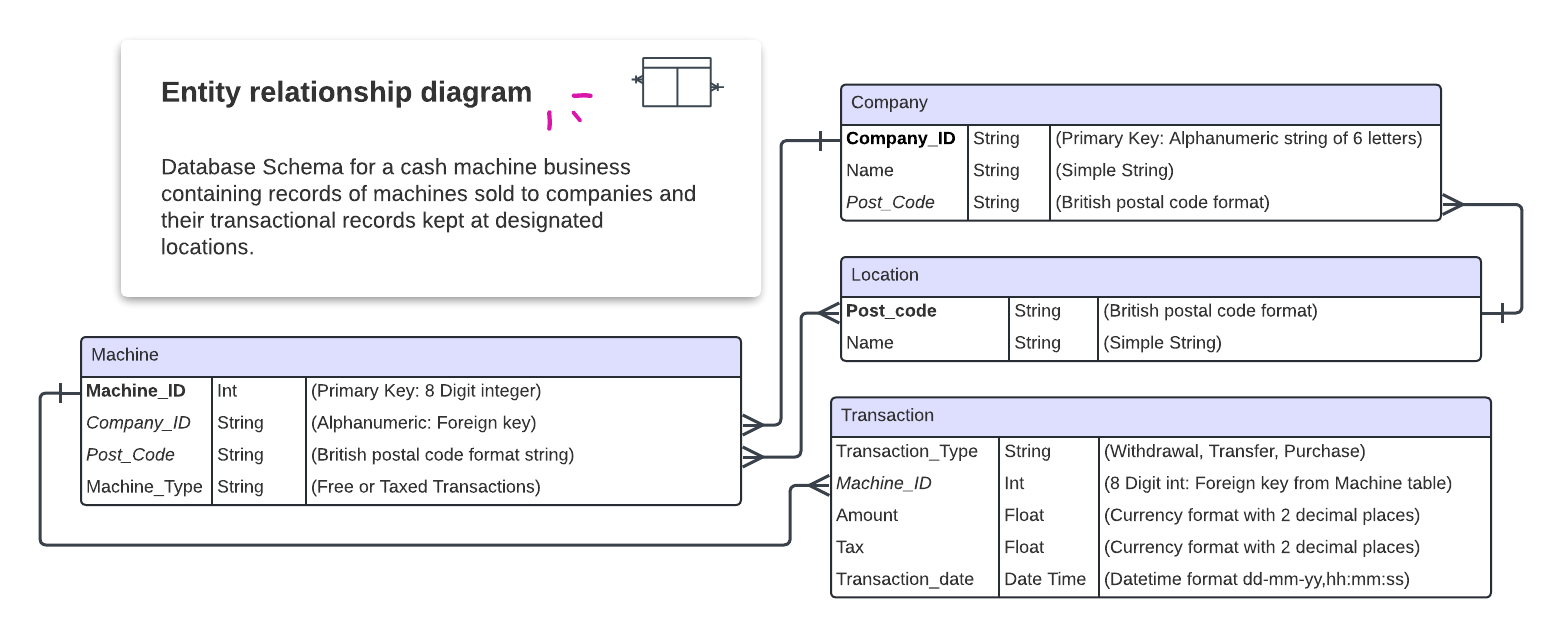 Entity relationship diagram
Database Schema for a cash machine business
containing records of machines sold to companies and
their transactional records kept at designated
locations.
Company
Company_ID String (Primary Key: Alphanumeric string of 6 letters)
Name String (Simple String)
Post_Code String (British postal code format)
Location
Post_code String (British postal code format)
Name String (Simple String)
Machine
Machine_ID Int (Primary Key: 8 Digit integer)
Company_ID String (Alphanumeric: Foreign key)
Post_Code String (British postal code format string)
Machine_Type String (Free or Taxed Transactions)
Transaction
Transaction_Type String (Withdrawal, Transfer, Purchase)
Machine_ID Int (8 Digit int: Foreign key from Machine table)
Amount Float (Currency format with 2 decimal places)
Tax Float (Currency format with 2 decimal places)
Transaction_date Date Time (Datetime format dd-mm-yy,hh:mm:ss)